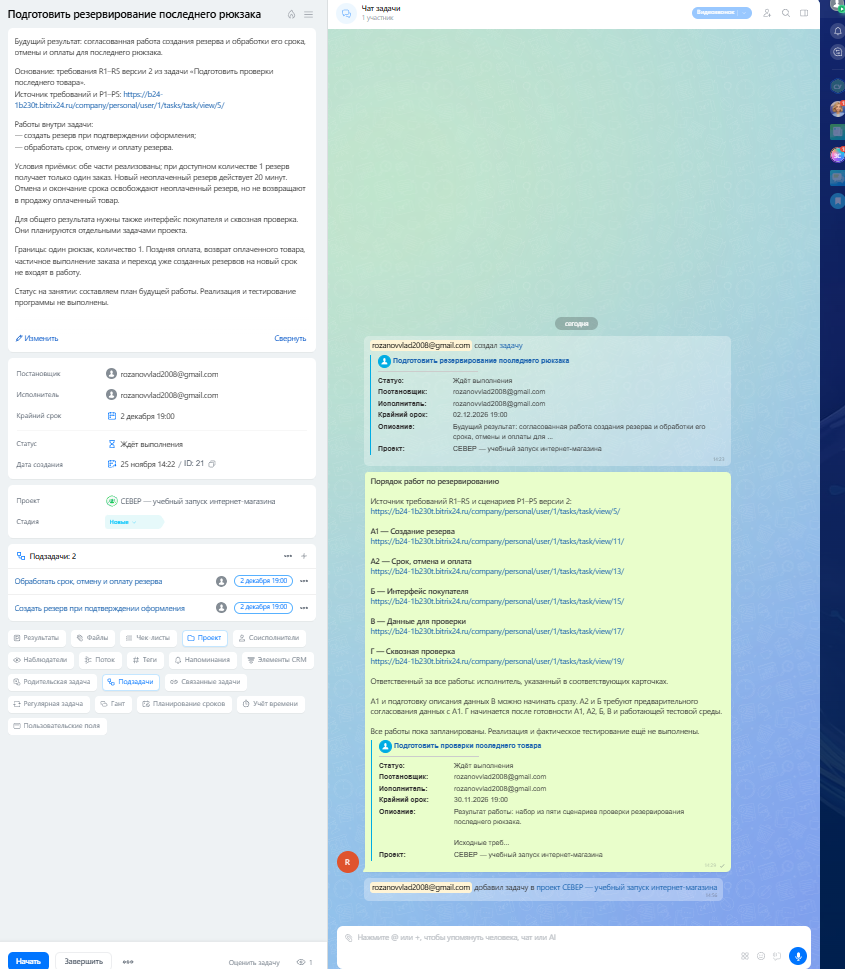 Подготовить резервирование последнего рюкзака
Будущий результат: согласованная работа создания резерва и обработки его срока,
отмены и оплаты для последнего рюкзака.
Основание: требования R1–R5 версии 2 из задачи «Подготовить проверки
последнего товара».
Источник требований и P1–P5: https://b24-
1b230t.bitrix24.ru/company/personal/user/1/tasks/task/view/5/
Работы внутри задачи:
— создать резерв при подтверждении оформления;
— обработать срок, отмену и оплату резерва.
Условия приёмки: обе части реализованы; при доступном количестве 1 резерв
получает только один заказ. Новый неоплаченный резерв действует 20 минут.
Отмена и окончание срока освобождают неоплаченный резерв, но не возвращают
в продажу оплаченный товар.
Для общего результата нужны также интерфейс покупателя и сквозная проверка.
Они планируются отдельными задачами проекта.
Границы: один рюкзак, количество 1. Поздняя оплата, возврат оплаченного товара,
частичное выполнение заказа и переход уже созданных резервов на новый срок
не входят в работу.
Статус на занятии: составляем план будущей работы. Реализация и тестирование
программы не выполнены.
Изменить
Свернуть
Постановщик
rozanovvlad2008@gmail.com
Исполнитель
rozanovvlad2008@gmail.com
Крайний срок
2 декабря 19:00
Статус
Ждёт выполнения
Дата создания
25 ноября 14:22 / ID: 21
Проект
СЕВЕР — учебный запуск интернет-магазина
Стадия
Новые
Подзадачи: 2
Обработать срок, отмену и оплату резерва
2 декабря 19:00
Создать резерв при подтверждении оформления
2 декабря 19:00
Результаты
Файлы
Чек-листы
Проект
Соисполнители
Наблюдатели
Поток
Теги
Напоминания
Элементы CRM
Родительская задача
Подзадачи
Связанные задачи
Регулярная задача
Гант
Планирование сроков
Учёт времени
Пользовательские поля
Начать
Завершить
Оценить задачу
1
Чат задачи
1 участник
Видеозвонок
сегодня
rozanovvlad2008@gmail.com создал задачу
Подготовить резервирование последнего рюкзака
Статус: Ждёт выполнения
Постановщик: rozanovvlad2008@gmail.com
Исполнитель: rozanovvlad2008@gmail.com
Крайний орок: 02.12.2026 19:00
Описание: Будущий результат: согласованная работа создания резерва и обработки его
срока, отмены и оплаты для ...
Проект: СЕВЕР — учебный запуск интернет-магазина
Порядок работ по резервированию
Источник требований R1–R5 и сценариев P1–P5 версии 2:
https://b24-1b230t.bitrix24.ru/company/personal/user/1/tasks/task/view/5/
А1 — Создание резерва
https://b24-1b230t.bitrix24.ru/company/personal/user/1/tasks/task/view/11/
А2 — Срок, отмена и оплата
https://b24-1b230t.bitrix24.ru/company/personal/user/1/tasks/task/view/13/
Б — Интерфейс покупателя
https://b24-1b230t.bitrix24.ru/company/personal/user/1/tasks/task/view/15/
В — Данные для проверки
https://b24-1b230t.bitrix24.ru/company/personal/user/1/tasks/task/view/17/
Г — Сквозная проверка
https://b24-1b230t.bitrix24.ru/company/personal/user/1/tasks/task/view/19/
Ответственный за все работы: исполнитель, указанный в соответствующих карточках.
А1 и подготовку описания данных В можно начинать сразу. А2 и Б требуют предварительного
согласования данных с А1. Г начинается после готовности А1, А2, Б, В и работающей тестовой среды.
Все работы пока запланированы. Реализация и фактическое тестирование ещё не выполнены.
Подготовить проверки последнего товара
Статус: Ждёт выполнения
Постановщик: rozanovvlad2008@gmail.com
Исполнитель: rozanovvlad2008@gmail.com
Крайний орок: 30.11.2026 19:00
Описание: Результат работы: набор из пяти сценариев проверки резервирования
последнего рюкзака.
Исходные треб...
Проект: СЕВЕР — учебный запуск интернет-магазина
R
rozanovvlad2008@gmail.com добавил задачу в проект СЕВЕР — учебный запуск интернет-магазина
Нажмите @ или +, чтобы упомянуть человека, чат или AI